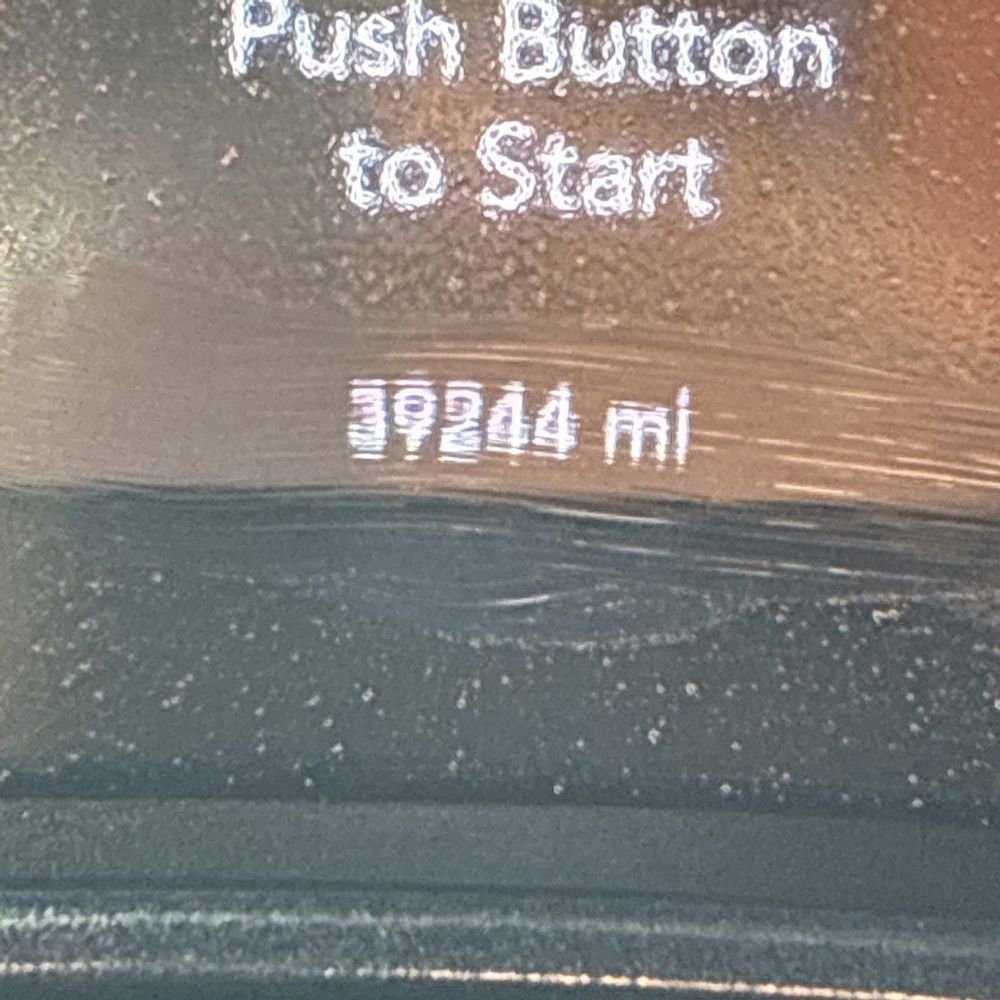 Push Button
to Start
39244 mi